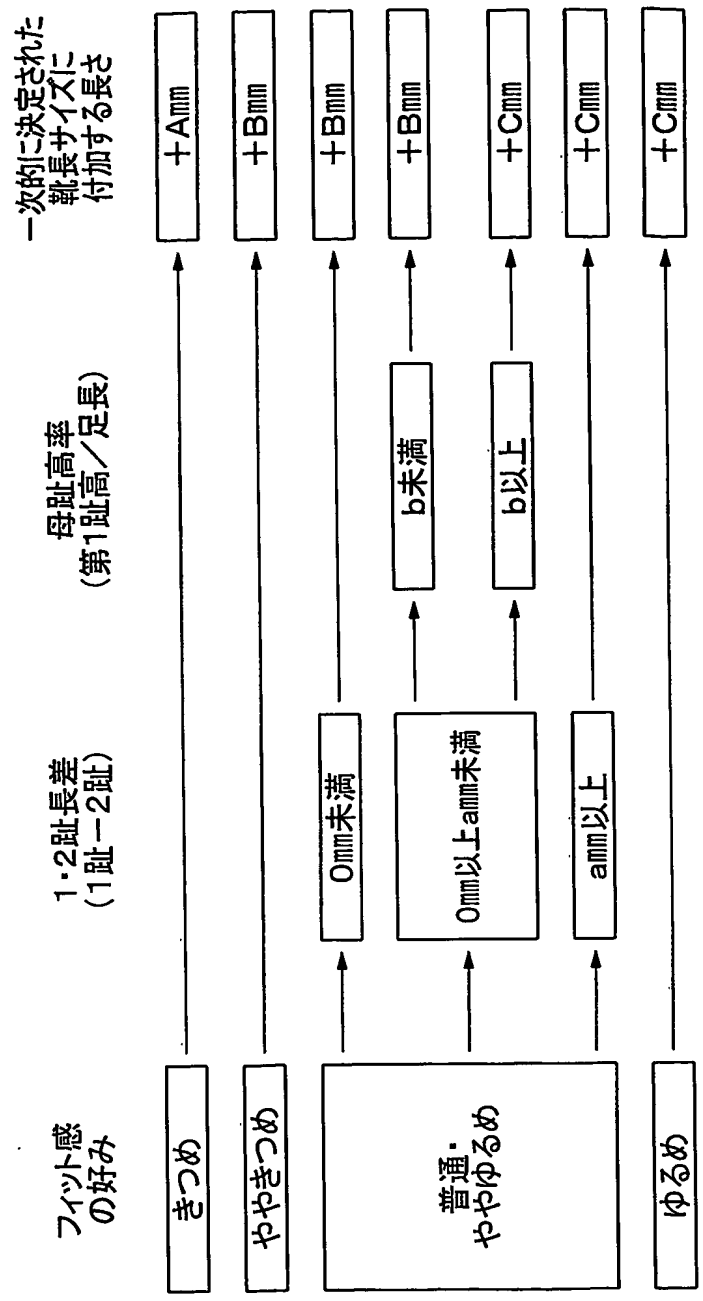 フィット感
の好み
1・2趾長差
(1趾ー2趾)
母趾高率
(第1趾高/足長)
一次的に決定された
靴長サイズに
付加する長さ
きつめ
+Amm
ややきつめ
+Bmm
普通・
ややゆるめ
0mm未満
+Bmm
0mm以上amm未満
b未満
+Bmm
b以上
+Cmm
amm以上
+Cmm
ゆるめ
+Cmm